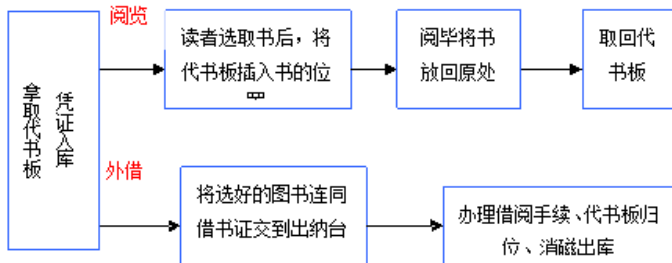 阅览
读者选取书后，将
代书板插入书的位
阅毕将书
放回原处
取回代
书板
凭证入库
拿取代书板
外借
将选好的图书连同
借书证交到出纳台
办理借阅手续、代书板归
位、消磁出库